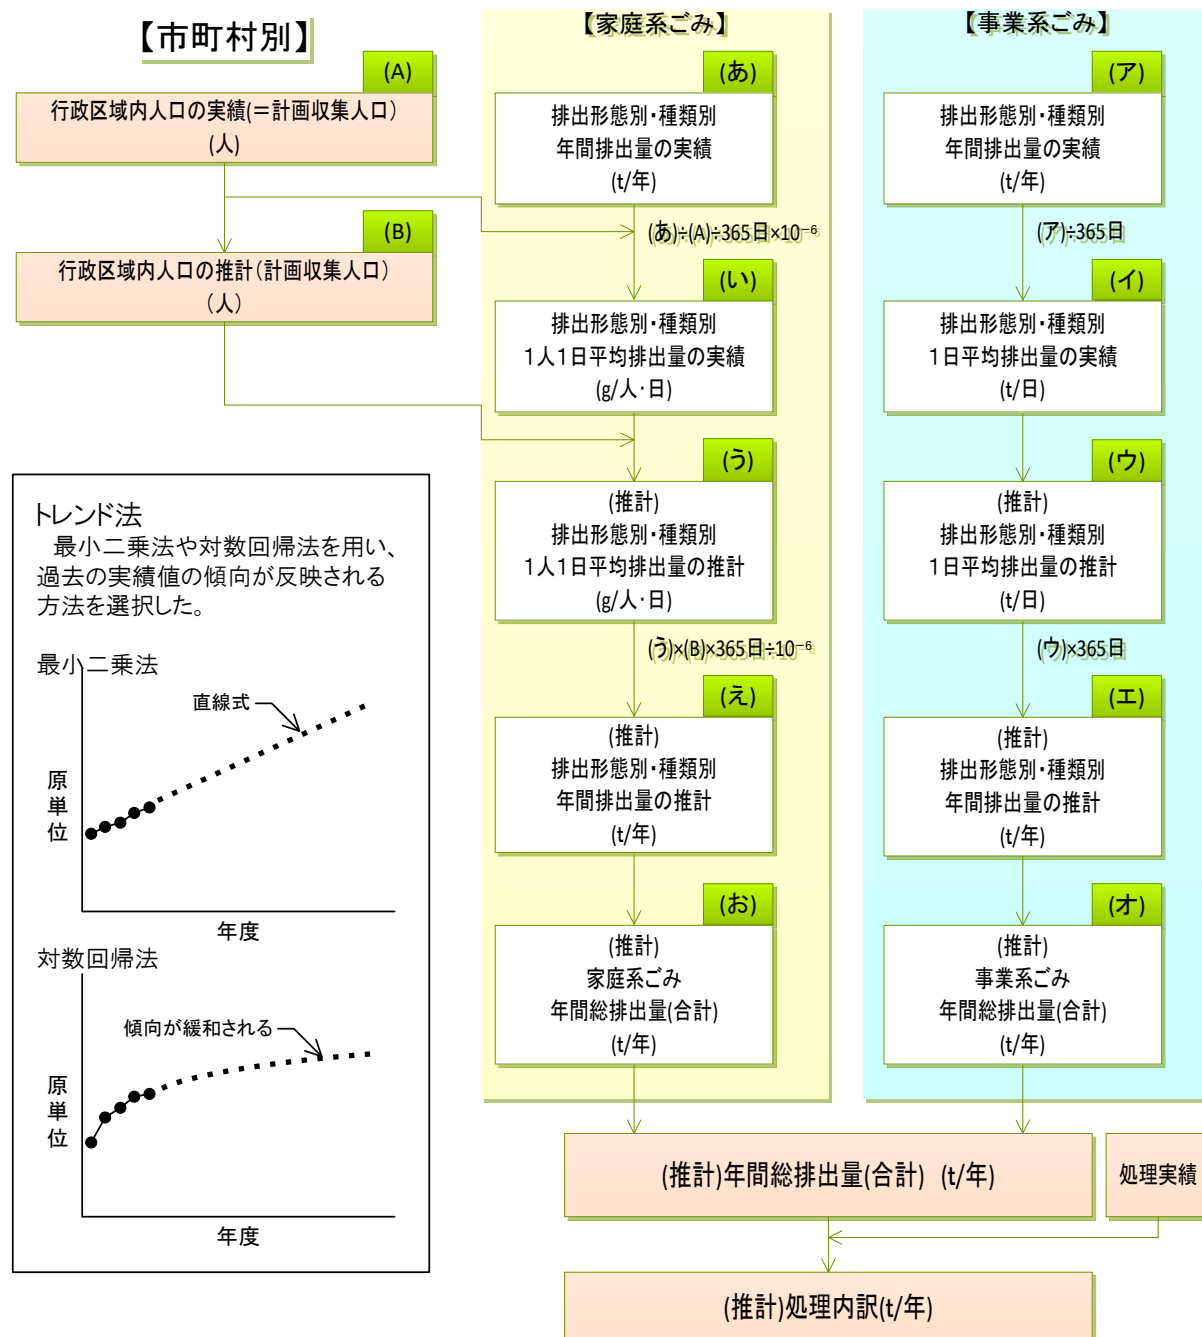 【市町村別】
(A)
行政区域内人口の実績(＝計画収集人口)
(人)
(B)
行政区域内人口の推計(計画収集人口)
(人)
トレンド法
最小二乗法や対数回帰法を用い、
過去の実績値の傾向が反映される
方法を選択した。
最小二乗法
直線式
原単位
年度
対数回帰法
傾向が緩和される
原単位
年度
【家庭系ごみ】
(あ)
排出形態別・種類別
年間排出量の実績
(t/年)
(あ)÷(A)÷365日×10⁻⁶
(い)
排出形態別・種類別
1人1日平均排出量の実績
(g/人・日)
(う)
(推計)
排出形態別・種類別
1人1日平均排出量の推計
(g/人・日)
(う)×(B)×365日÷10⁻⁶
(え)
(推計)
排出形態別・種類別
年間排出量の推計
(t/年)
(お)
(推計)
家庭系ごみ
年間総排出量(合計)
(t/年)
【事業系ごみ】
(ア)
排出形態別・種類別
年間排出量の実績
(t/年)
(ア)÷365日
(イ)
排出形態別・種類別
1日平均排出量の実績
(t/日)
(ウ)
(推計)
排出形態別・種類別
1日平均排出量の推計
(t/日)
(ウ)×365日
(エ)
(推計)
排出形態別・種類別
年間排出量の推計
(t/年)
(オ)
(推計)
事業系ごみ
年間総排出量(合計)
(t/年)
(推計)年間総排出量(合計) (t/年)
処理実績
(推計)処理内訳(t/年)